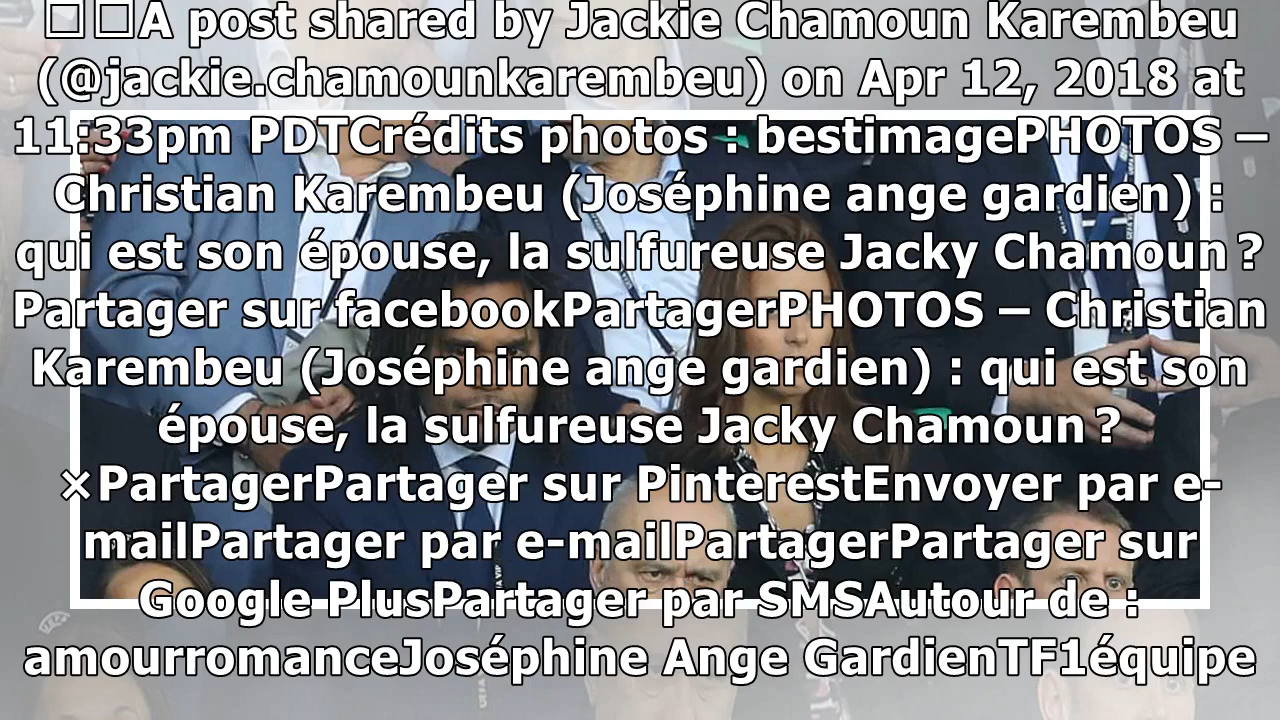 □□A post shared by Jackie Chamoun Karembeu
(@jackie.chamounkarembeu) on Apr 12, 2018 at
11:33pm PDTCrédits photos : bestimagePHOTOS –
Christian Karembeu (Joséphine ange gardien) :
qui est son épouse, la sulfureuse Jacky Chamoun ?
Partager sur facebookPartagerPHOTOS – Christian
Karembeu (Joséphine ange gardien) : qui est son
épouse, la sulfureuse Jacky Chamoun ?
×PartagerPartager sur PinterestEnvoyer par e-
mailPartager par e-mailPartagerPartager sur
Google PlusPartager par SMSAutour de :
amourromanceJoséphine Ange GardienTF1équipe